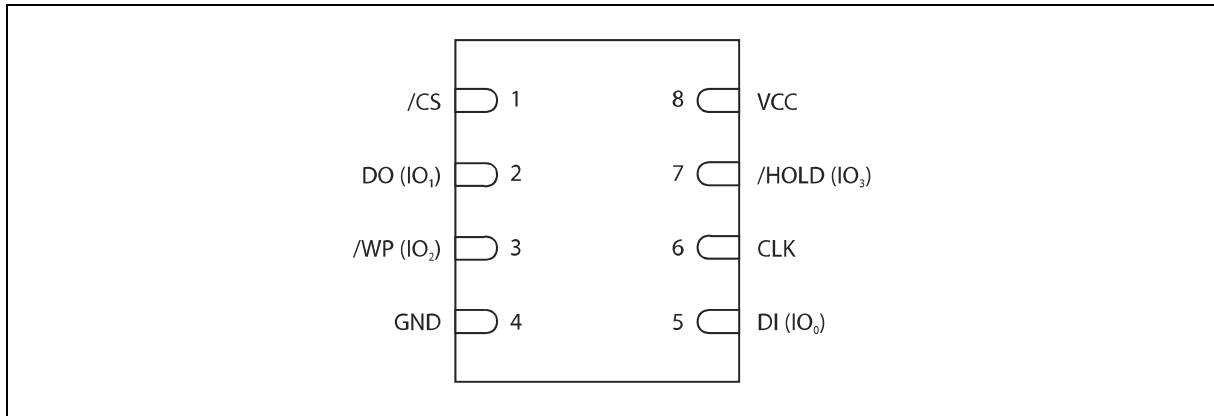 /CS 1 8 VCC
DO (IO₁) 2 7 /HOLD (IO₃)
/WP (IO₂) 3 6 CLK
GND 4 5 DI (IO₀)